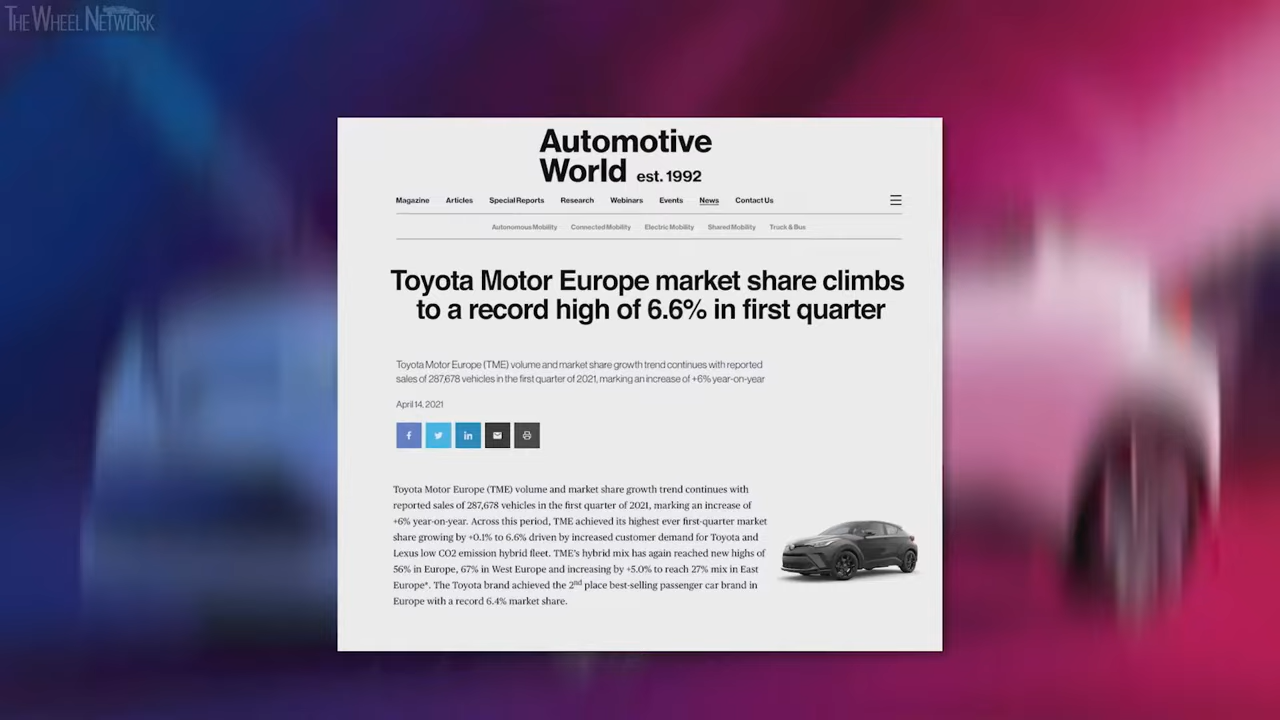 THE WHEEL NETWORK
Automotive
World est. 1992
Magazine Articles Special Reports Research Webinars Events News Contact Us
Autonomous Mobility Connected Mobility Electric Mobility Shared Mobility Truck & Bus
Toyota Motor Europe market share climbs
to a record high of 6.6% in first quarter
Toyota Motor Europe (TME) volume and market share growth trend continues with reported
sales of 287,678 vehicles in the first quarter of 2021, marking an increase of +6% year-on-year
April 14, 2021
f
in
Toyota Motor Europe (TME) volume and market share growth trend continues with
reported sales of 287,678 vehicles in the first quarter of 2021, marking an increase of
+6% year-on-year. Across this period, TME achieved its highest ever first-quarter market
share growing by +0.1% to 6.6% driven by increased customer demand for Toyota and
Lexus low CO2 emission hybrid fleet. TME's hybrid mix has again reached new highs of
56% in Europe, 67% in West Europe and increasing by +5.0% to reach 27% mix in East
Europe*. The Toyota brand achieved the 2nd place best-selling passenger car brand in
Europe with a record 6.4% market share.